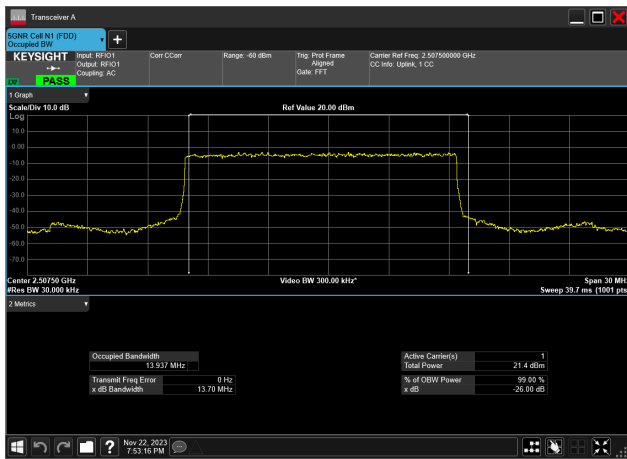 Transceiver A
5GNR Cell N1 (FDD)
Occupied BW
KEYSIGHT
LXI
PASS
Input: RFIO1
Output: RFIO1
Coupling: AC
Corr CCorr
Range: -60 dBm
Trig: Prot Frame
Aligned
Gate: FFT
Carrier Ref Freq: 2.507500000 GHz
CC Info: Uplink, 1 CC
1 Graph
Scale/Div 10.0 dB
Ref Value 20.00 dBm
Log
10.0
0.00
-10.0
-20.0
-30.0
-40.0
-50.0
-60.0
-70.0
Center 2.50750 GHz
Video BW 300.00 kHz*
Span 30 MH
#Res BW 30.000 kHz
Sweep 39.7 ms (1001 pts
2 Metrics
Occupied Bandwidth
13.937 MHz
Transmit Freq Error 0 Hz
x dB Bandwidth 13.70 MHz
Active Carrier(s) 1
Total Power 21.4 dBm
% of OBW Power 99.00 %
x dB -26.00 dB
?
Nov 22, 2023
7:53:16 PM